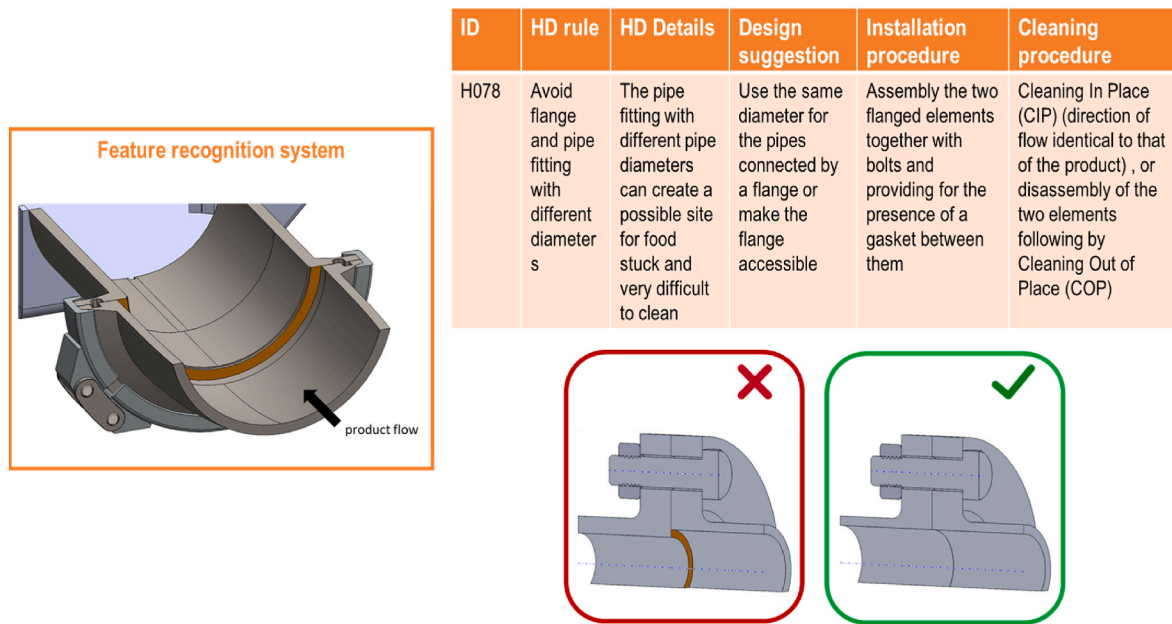 Feature recognition system
product flow
ID
HD rule
HD Details
Design
suggestion
Installation
procedure
Cleaning
procedure
H078
Avoid
flange
and pipe
fitting
with
different
diameter
s
The pipe
fitting with
different pipe
diameters
can create a
possible site
for food
stuck and
very difficult
to clean
Use the same
diameter for
the pipes
connected by
a flange or
make the
flange
accessible
Assembly the two
flanged elements
together with
bolts and
providing for the
presence of a
gasket between
them
Cleaning In Place
(CIP) (direction of
flow identical to that
of the product) , or
disassembly of the
two elements
following by
Cleaning Out of
Place (COP)